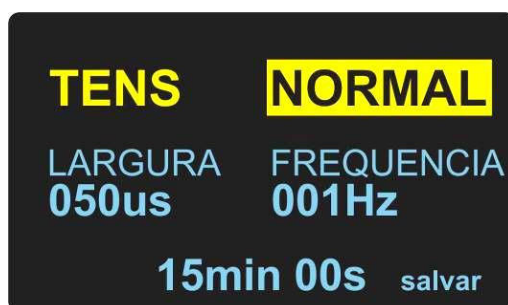 TENS NORMAL
LARGURA FREQUENCIA
050us 001Hz
15min 00s salvar